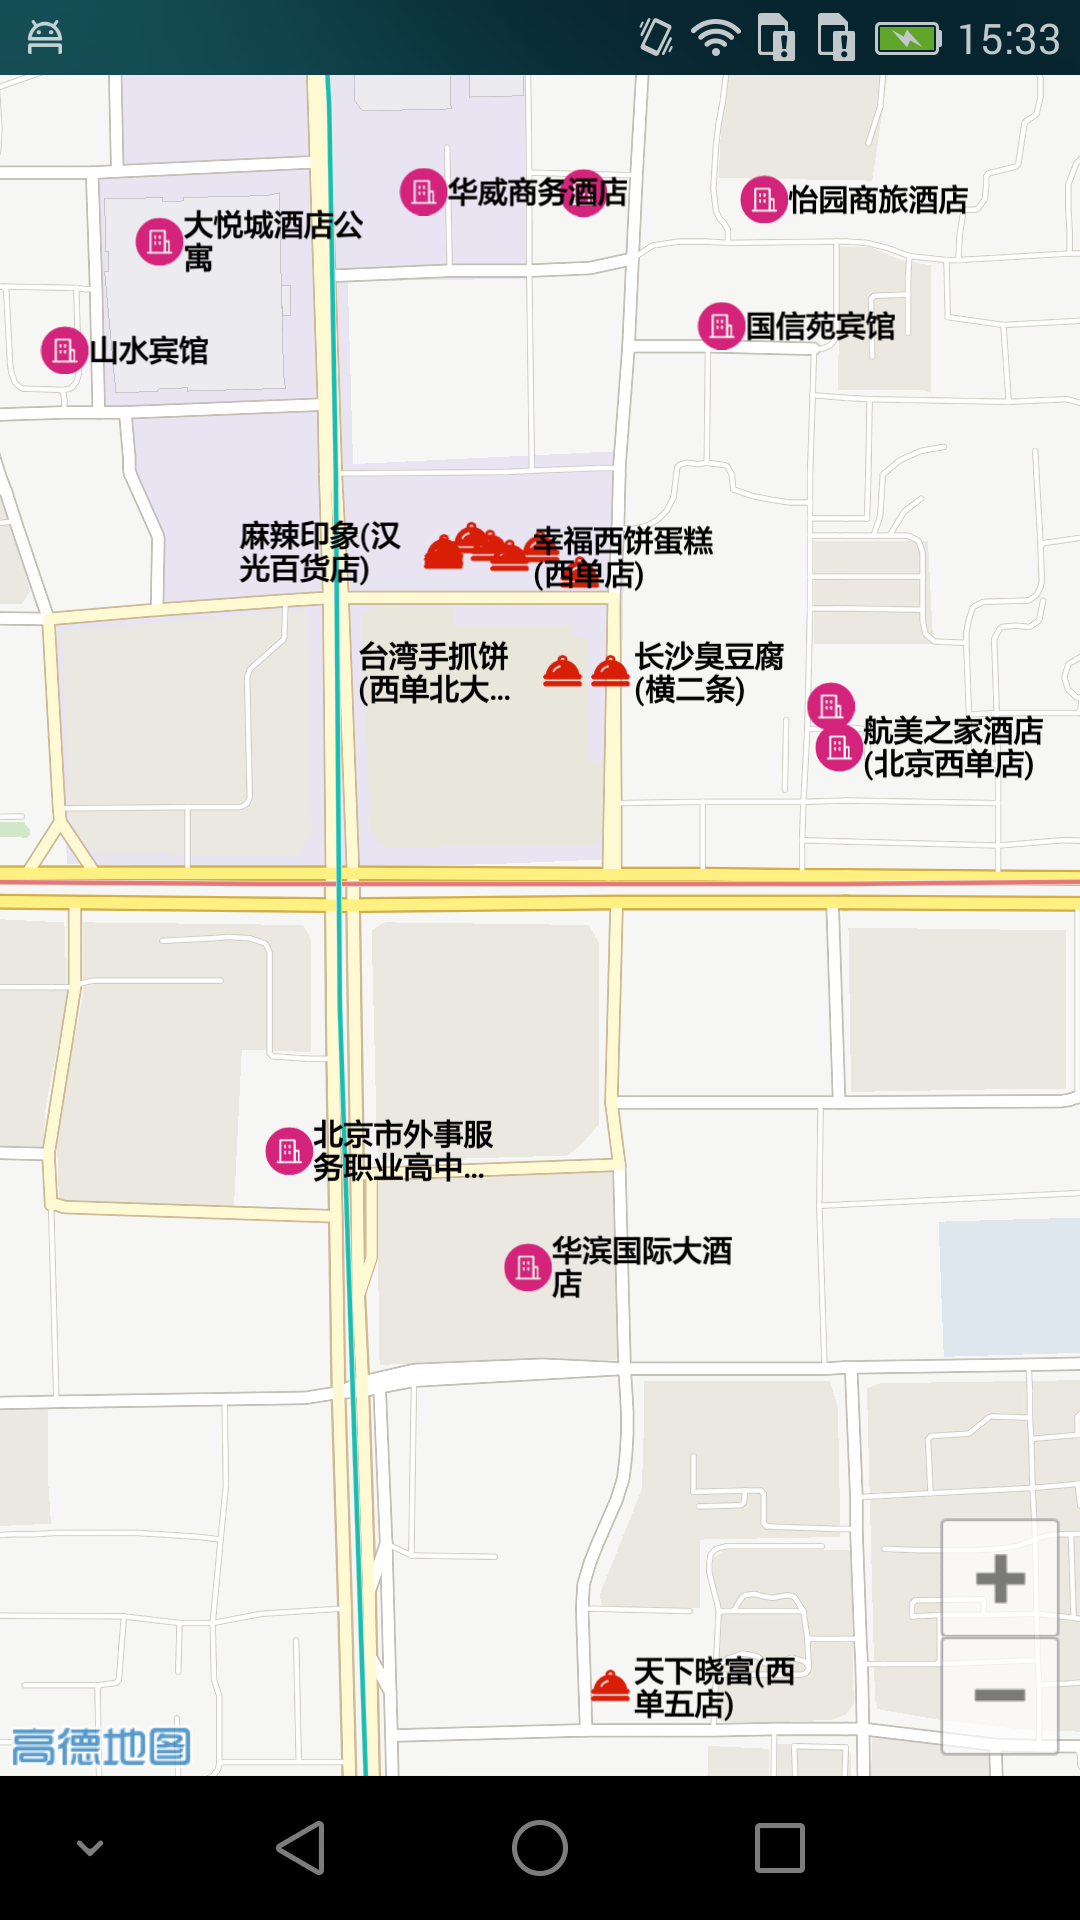 15:33
华威商务酒店
怡园商旅酒店
大悦城酒店公
寓
国信苑宾馆
山水宾馆
麻辣印象(汉
光百货店)
幸福西饼蛋糕
(西单店)
台湾手抓饼
(西单北大...
长沙臭豆腐
(横二条)
航美之家酒店
(北京西单店)
北京市外事服
务职业高中...
华滨国际大酒
店
天下晓富(西
单五店)
高德地图